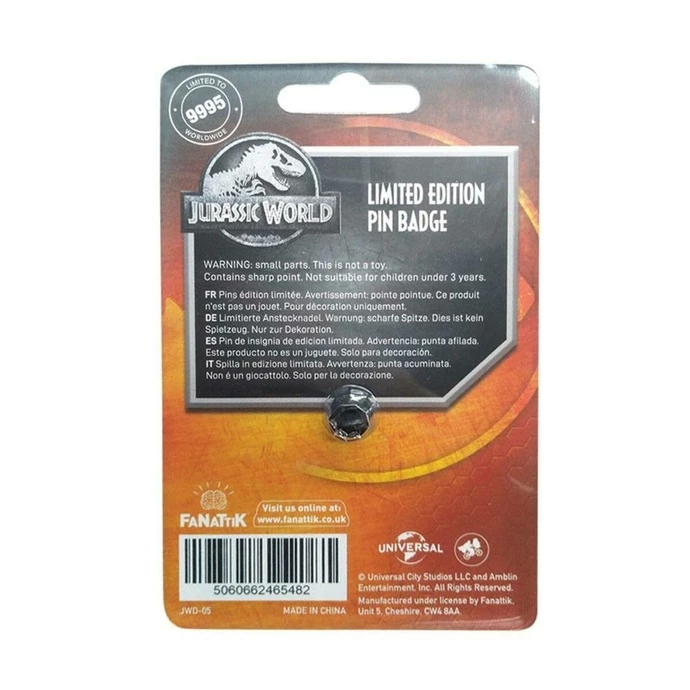 LIMITED TO
9995
WORLDWIDE
JURASSIC WORLD
LIMITED EDITION
PIN BADGE
WARNING: small parts. This is not a toy.
Contains sharp point. Not suitable for children under 3 years.
FR Pins édition limitée. Avertissement: pointe pointue. Ce produit
n'est pas un jouet. Pour décoration uniquement.
DE Limitierte Anstecknadel. Warnung: scharfe Spitze. Dies ist kein
Spielzeug. Nur zur Dekoration.
ES Pin de insignia de edicion limitada. Advertencia: punta afilada.
Este producto no es un juguete. Solo para decoración.
IT Spilla in edizione limitata. Avvertenza: punta acuminata.
Non é un giocattolo. Solo per la decorazione.
FANATTIK
Visit us online at:
www.fanattik.co.uk
5060662465482
JWD-05 MADE IN CHINA
UNIVERSAL
© Universal City Studios LLC and Amblin
Entertainment, Inc. All Rights Reserved.
Manufactured under license by Fanattik,
Unit 5, Cheshire, CW4 8AA.